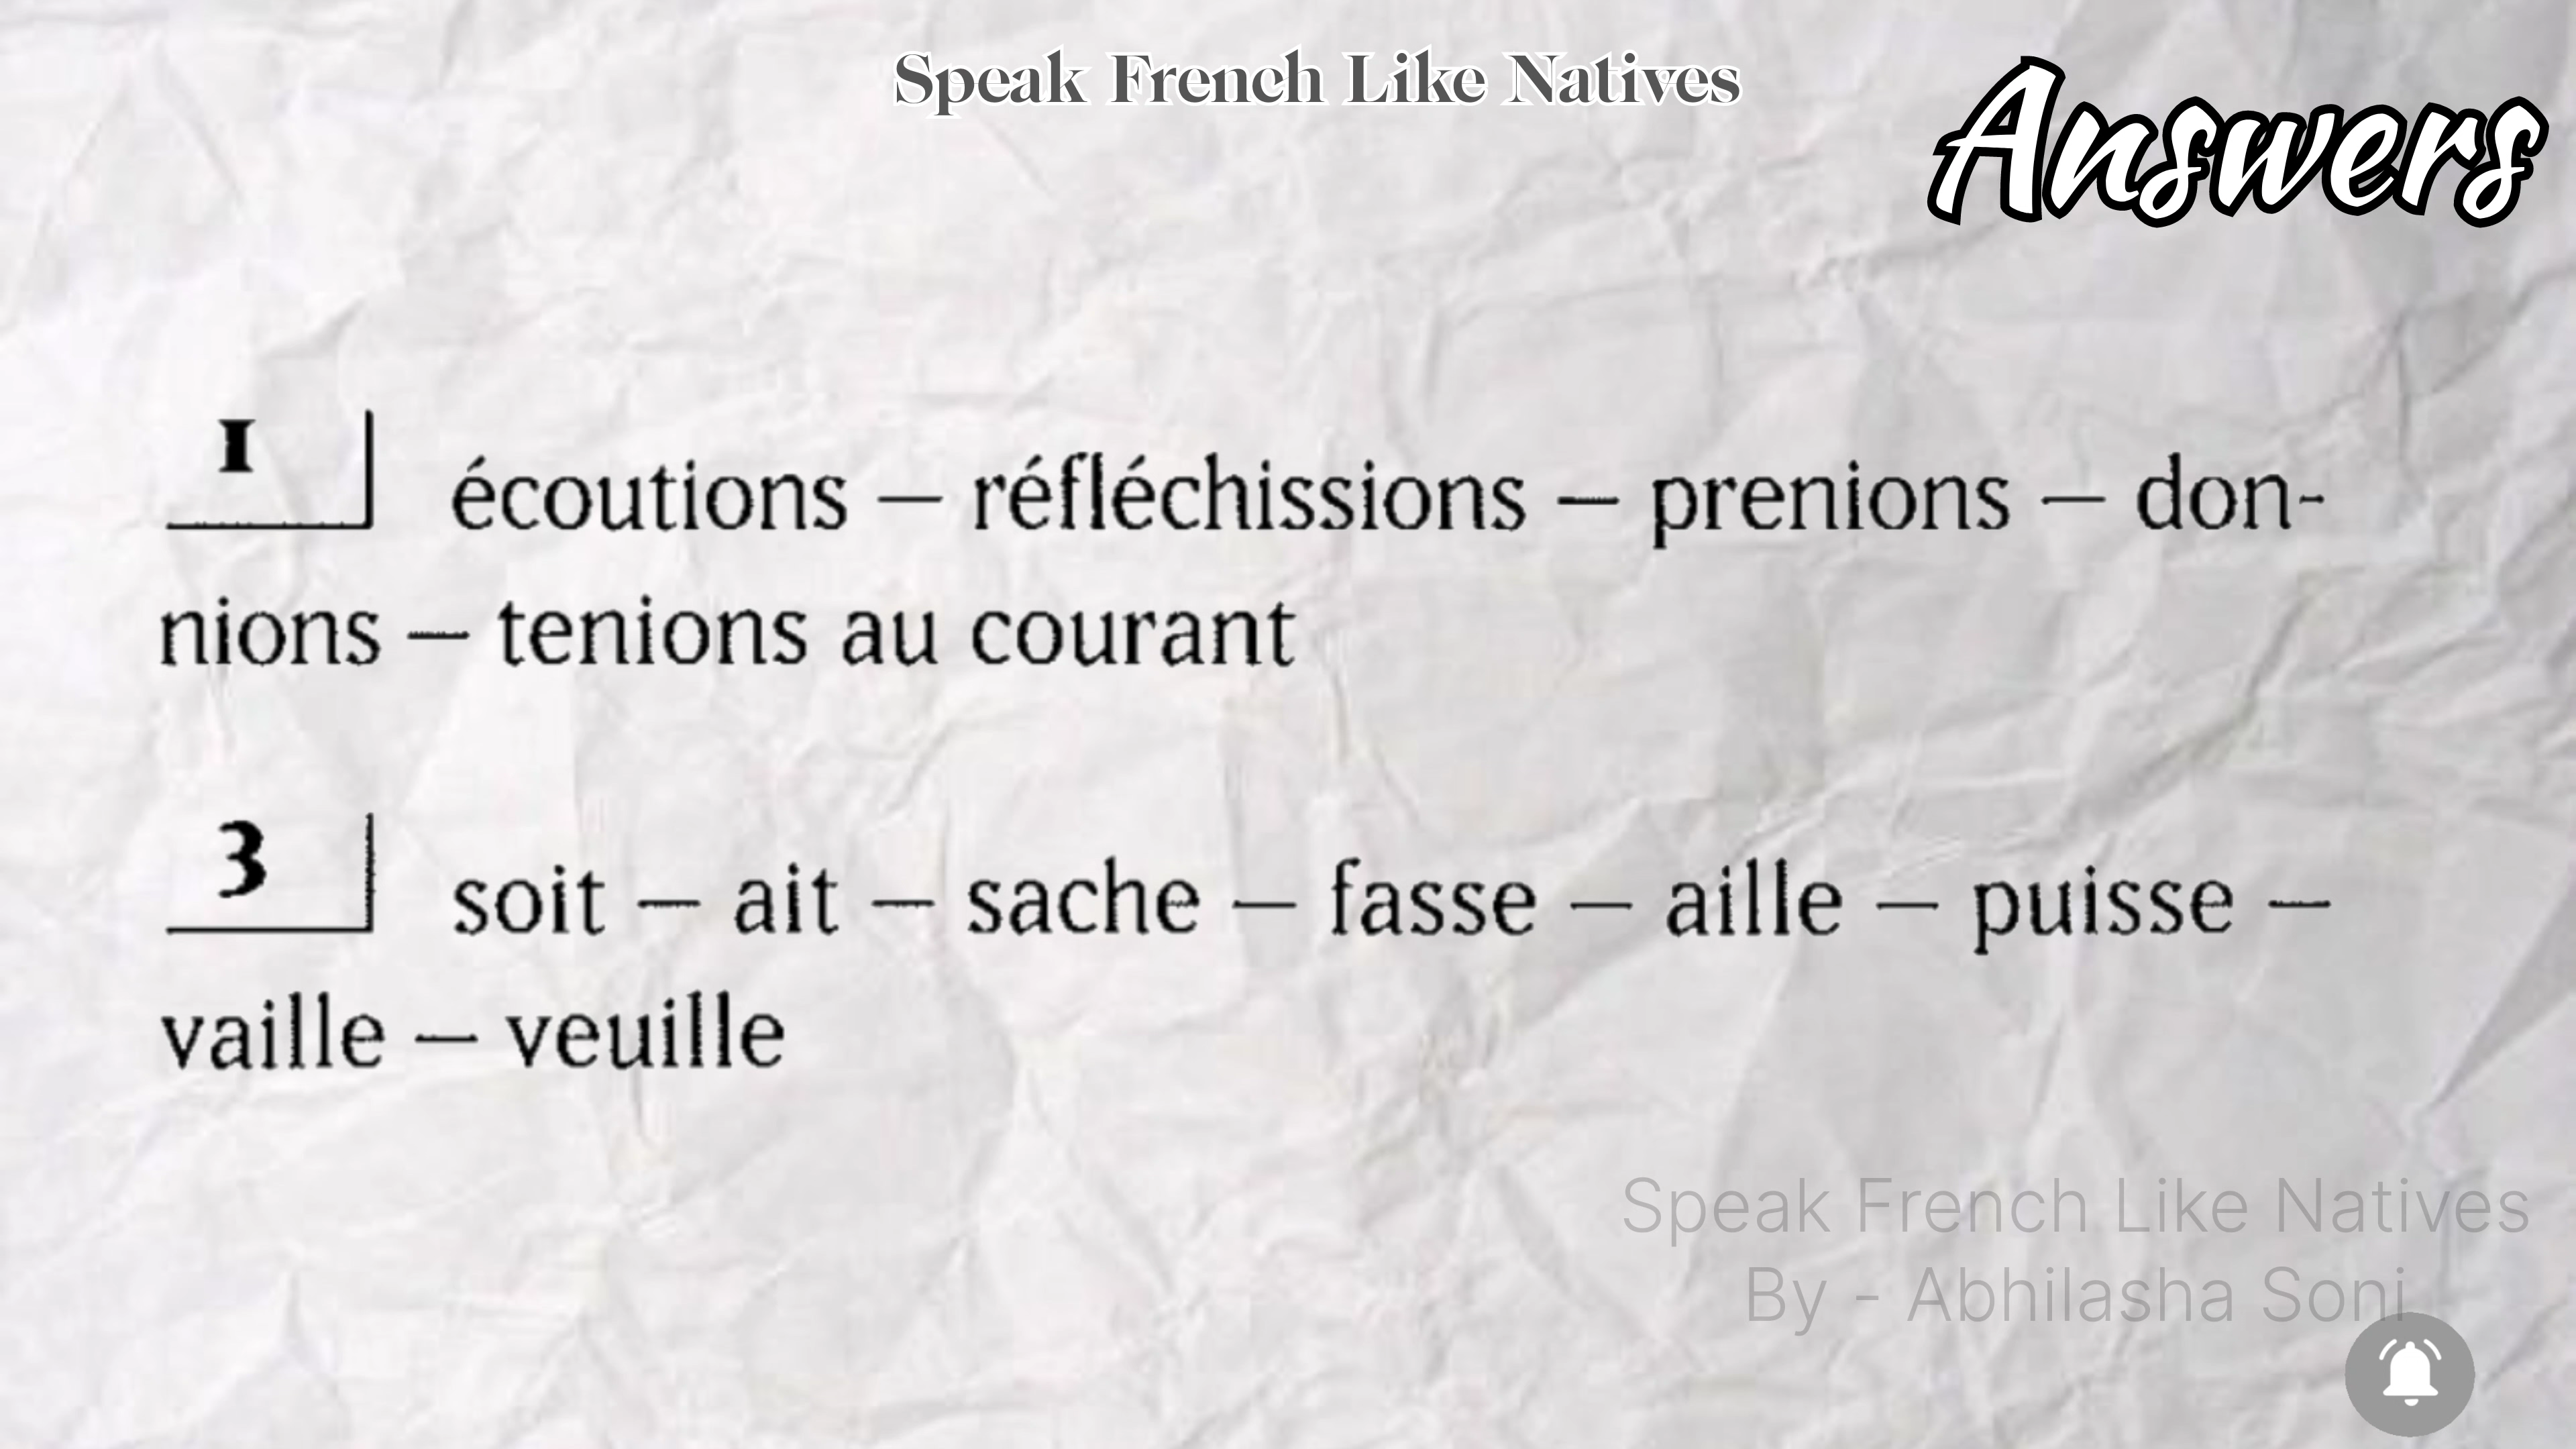 Speak French Like Natives
Answers
1 écoutions – réfléchissions – prenions – don-
nions – tenions au courant
3 soit – ait – sache – fasse – aille – puisse –
vaille – veuille
Speak French Like Natives
By - Abhilasha Soni